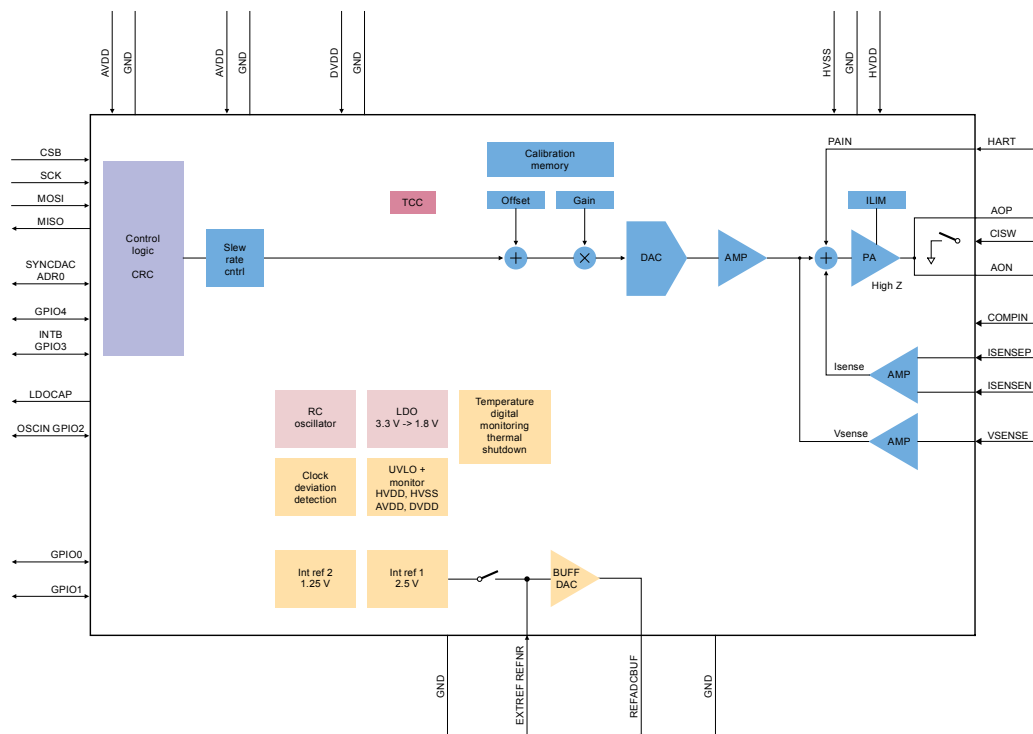 AVDD
GND
AVDD
GND
DVDD
GND
HVSS
GND
HVDD
CSB
SCK
MOSI
MISO
SYNCDAC
ADR0
GPIO4
INTB
GPIO3
LDOCAP
OSCIN GPIO2
GPIO0
GPIO1
Control
logic
CRC
Slew
rate
cntrl
TCC
Calibration
memory
Offset
Gain
DAC
AMP
PAIN
ILIM
PA
High Z
HART
AOP
CISW
AON
COMPIN
ISENSEP
ISENSEN
VSENSE
Isense
AMP
Vsense
AMP
RC
oscillator
LDO
3.3 V -> 1.8 V
Temperature
digital
monitoring
thermal
shutdown
Clock
deviation
detection
UVLO +
monitor
HVDD, HVSS
AVDD, DVDD
Int ref 2
1.25 V
Int ref 1
2.5 V
BUFF
DAC
GND
EXTREF REFNR
REFADCBUF
GND